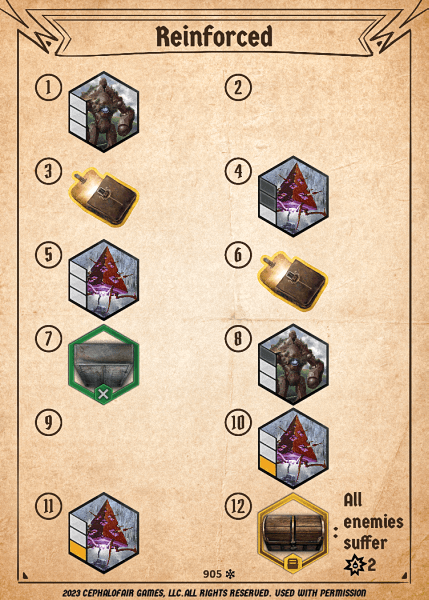 Reinforced
1
2
3
4
5
6
7
8
9
10
11
12
: All
enemies
suffer
2
905
2023 CEPHALOFAIR GAMES, LLC. ALL RIGHTS RESERVED. USED WITH PERMISSION